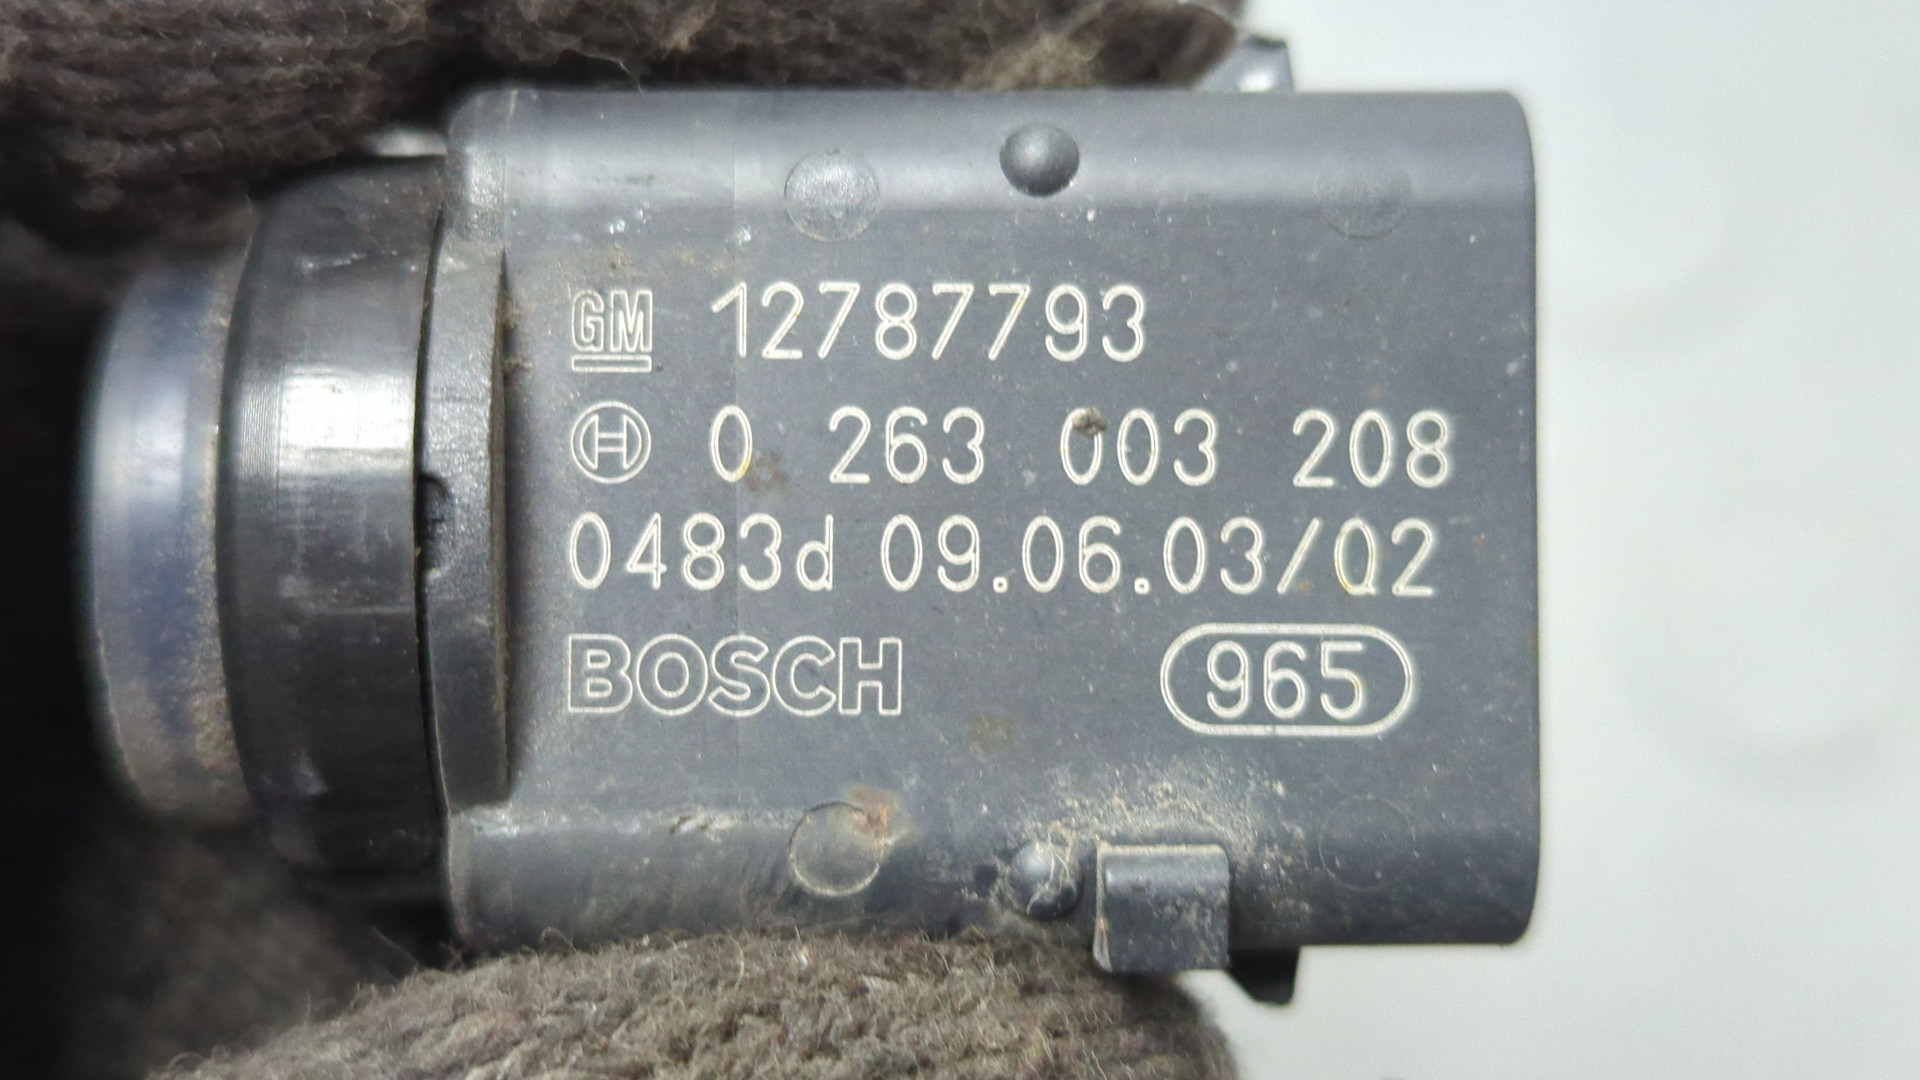 GM 12787793
0 263 003 208
0483d 09.06.03/Q2
BOSCH 965